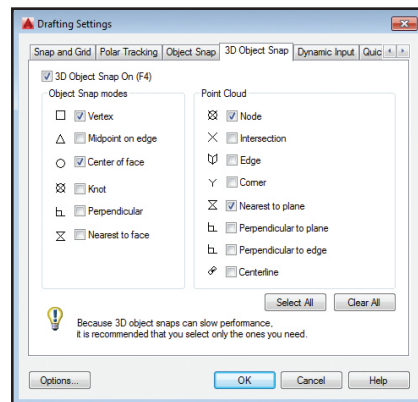 Drafting Settings
Snap and Grid Polar Tracking Object Snap 3D Object Snap Dynamic Input Quic
3D Object Snap On (F4)
Object Snap modes
Vertex
Midpoint on edge
Center of face
Knot
Perpendicular
Nearest to face
Point Cloud
Node
Intersection
Edge
Corner
Nearest to plane
Perpendicular to plane
Perpendicular to edge
Centerline
Select All Clear All
Because 3D object snaps can slow performance,
it is recommended that you select only the ones you need.
Options... OK Cancel Help